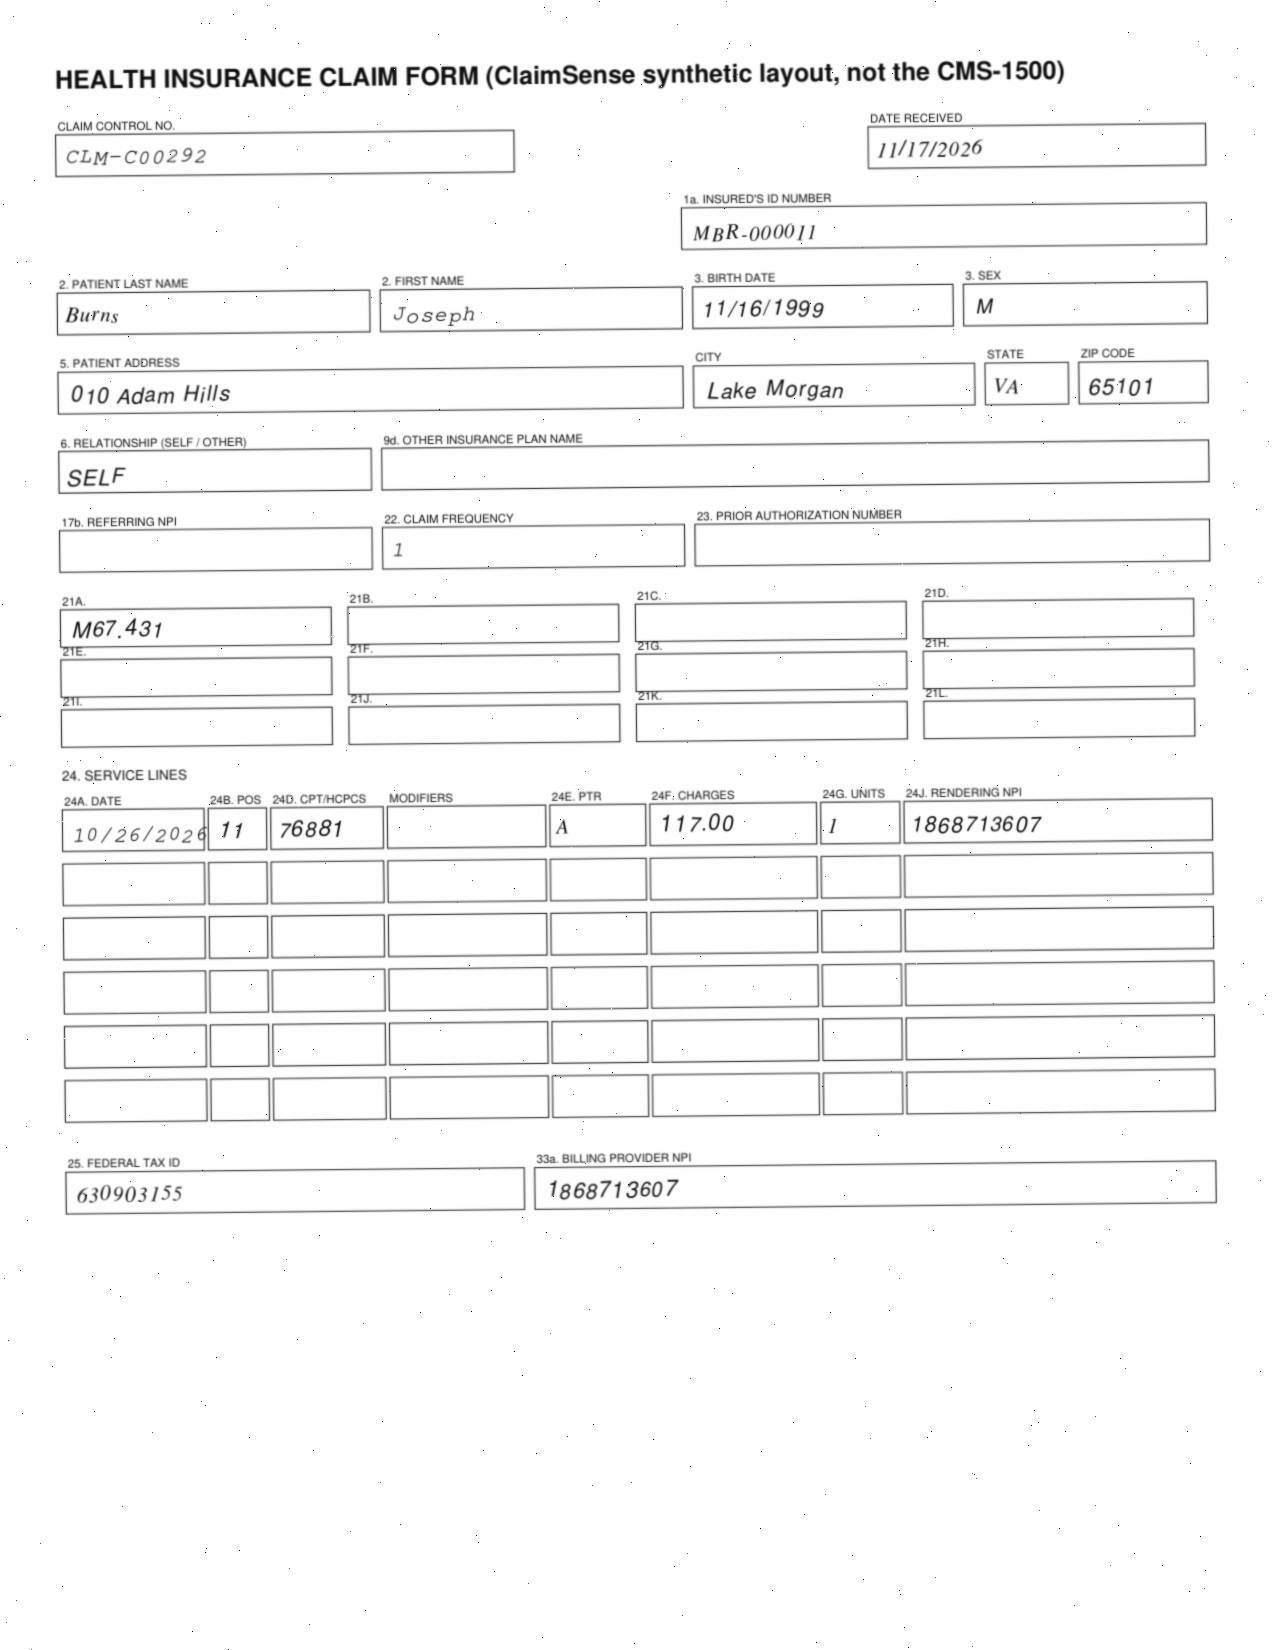 HEALTH INSURANCE CLAIM FORM (ClaimSense synthetic layout, not the CMS-1500)
CLAIM CONTROL NO. DATE RECEIVED
CLM-C00292 11/17/2026
1a. INSURED'S ID NUMBER
MBR-000011
2. PATIENT LAST NAME 2. FIRST NAME 3. BIRTH DATE 3. SEX
Burns Joseph 11/16/1999 M
5. PATIENT ADDRESS CITY STATE ZIP CODE
010 Adam Hills Lake Morgan VA 65101
6. RELATIONSHIP (SELF / OTHER) 9d. OTHER INSURANCE PLAN NAME
SELF
17b. REFERRING NPI 22. CLAIM FREQUENCY 23. PRIOR AUTHORIZATION NUMBER
1
21A. 21B. 21C. 21D.
M67.431
21E. 21F. 21G. 21H.
21I. 21J. 21K. 21L.
24. SERVICE LINES
24A. DATE 24B. POS 24D. CPT/HCPCS MODIFIERS 24E. PTR 24F. CHARGES 24G. UNITS 24J. RENDERING NPI
10/26/2026 11 76881 A 117.00 1 1868713607
25. FEDERAL TAX ID 33a. BILLING PROVIDER NPI
630903155 1868713607